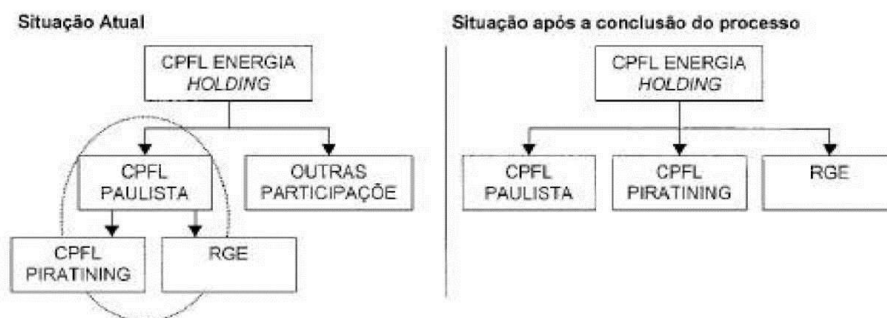 Situação Atual
CPFL ENERGIA
HOLDING
CPFL
PAULISTA
OUTRAS
PARTICIPAÇÕE
CPFL
PIRATINING
RGE
Situação após a conclusão do processo
CPFL ENERGIA
HOLDING
CPFL
PAULISTA
CPFL
PIRATINING
RGE